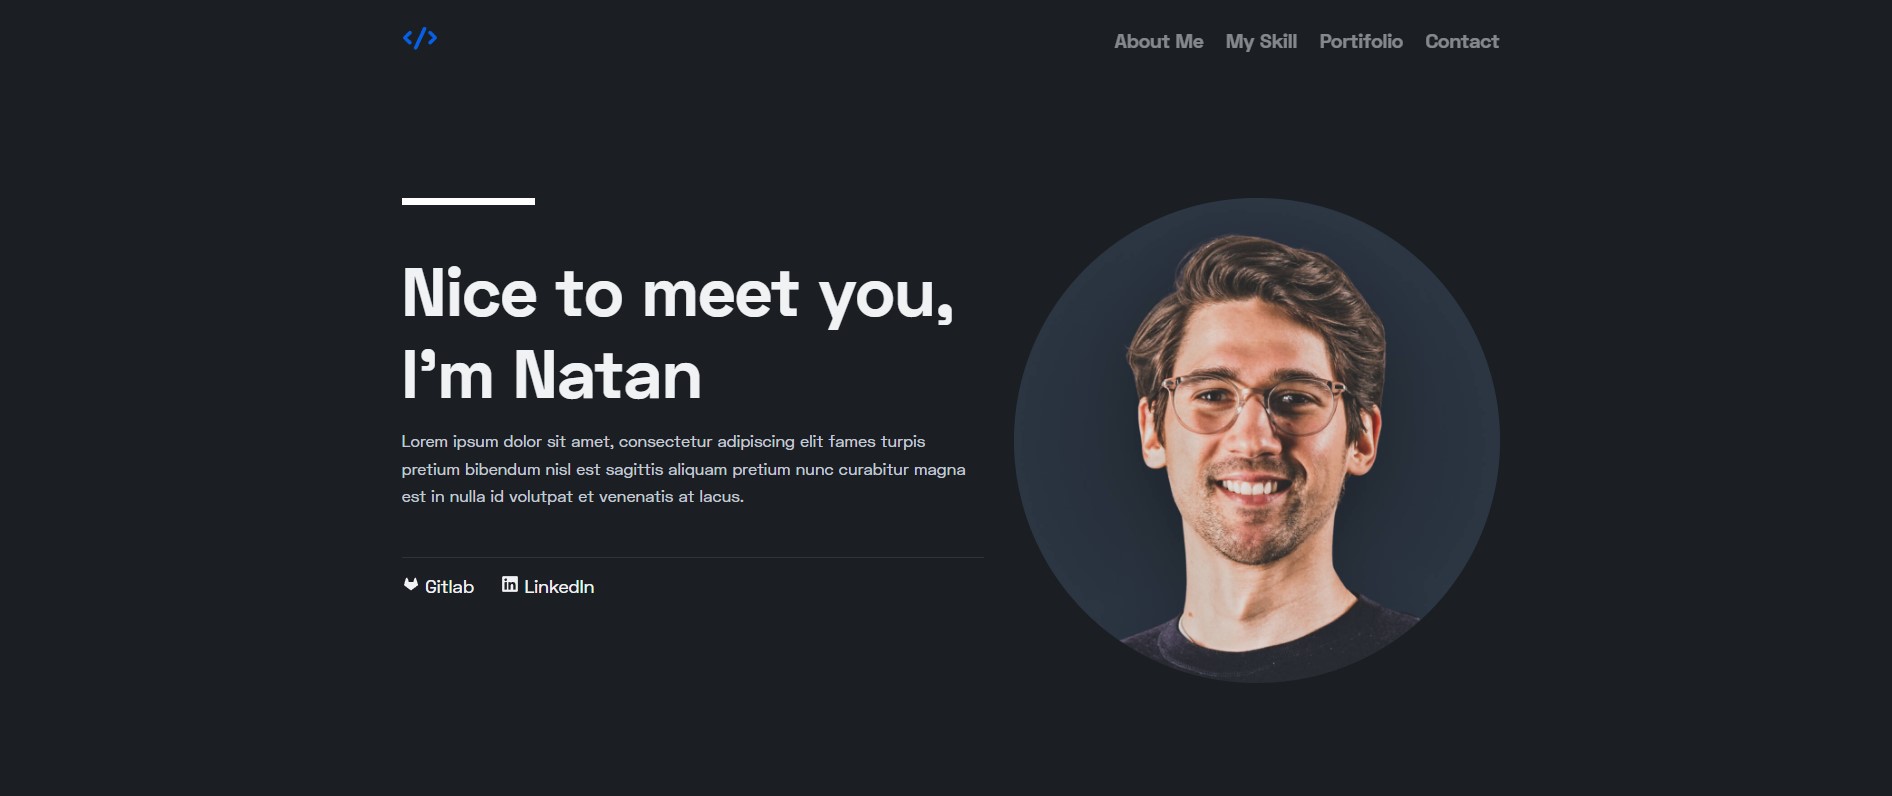 </>
About Me My Skill Portifolio Contact
Nice to meet you,
I’m Natan
Lorem ipsum dolor sit amet, consectetur adipiscing elit fames turpis
pretium bibendum nisl est sagittis aliquam pretium nunc curabitur magna
est in nulla id volutpat et venenatis at lacus.
Gitlab in LinkedIn